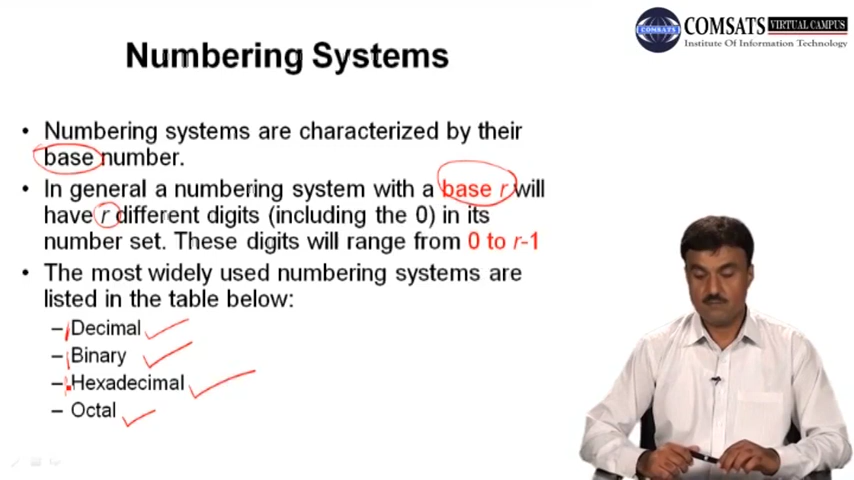 COMSATS VIRTUAL CAMPUS
COMSATS Institute Of Information Technology
Numbering Systems
• Numbering systems are characterized by their
base number.
• In general a numbering system with a base r will
have r different digits (including the 0) in its
number set. These digits will range from 0 to r-1
• The most widely used numbering systems are
listed in the table below:
– Decimal
– Binary
– Hexadecimal
– Octal